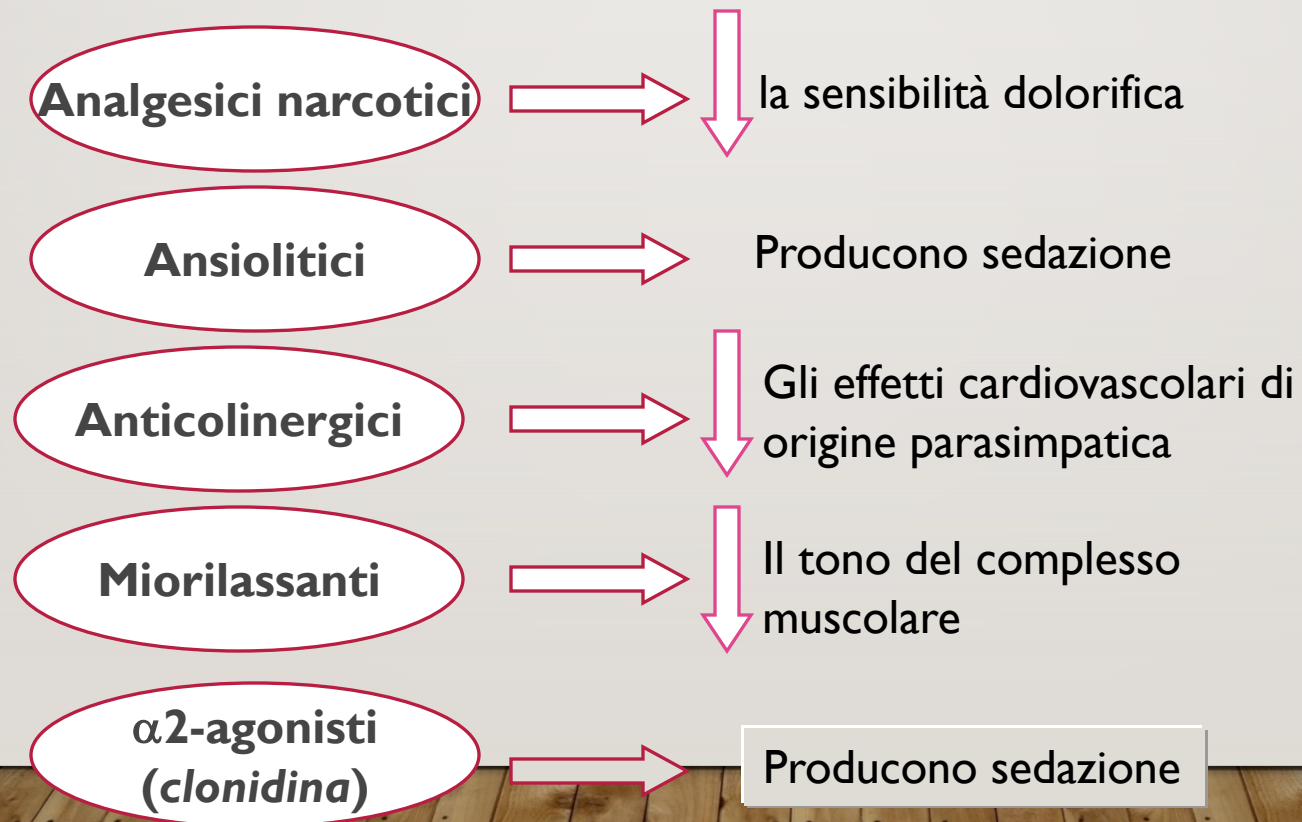 Analgesici narcotici
la sensibilità dolorifica
Ansiolitici
Producono sedazione
Anticolinergici
Gli effetti cardiovascolari di
origine parasimpatica
Miorilassanti
Il tono del complesso
muscolare
α2-agonisti
(clonidina)
Producono sedazione